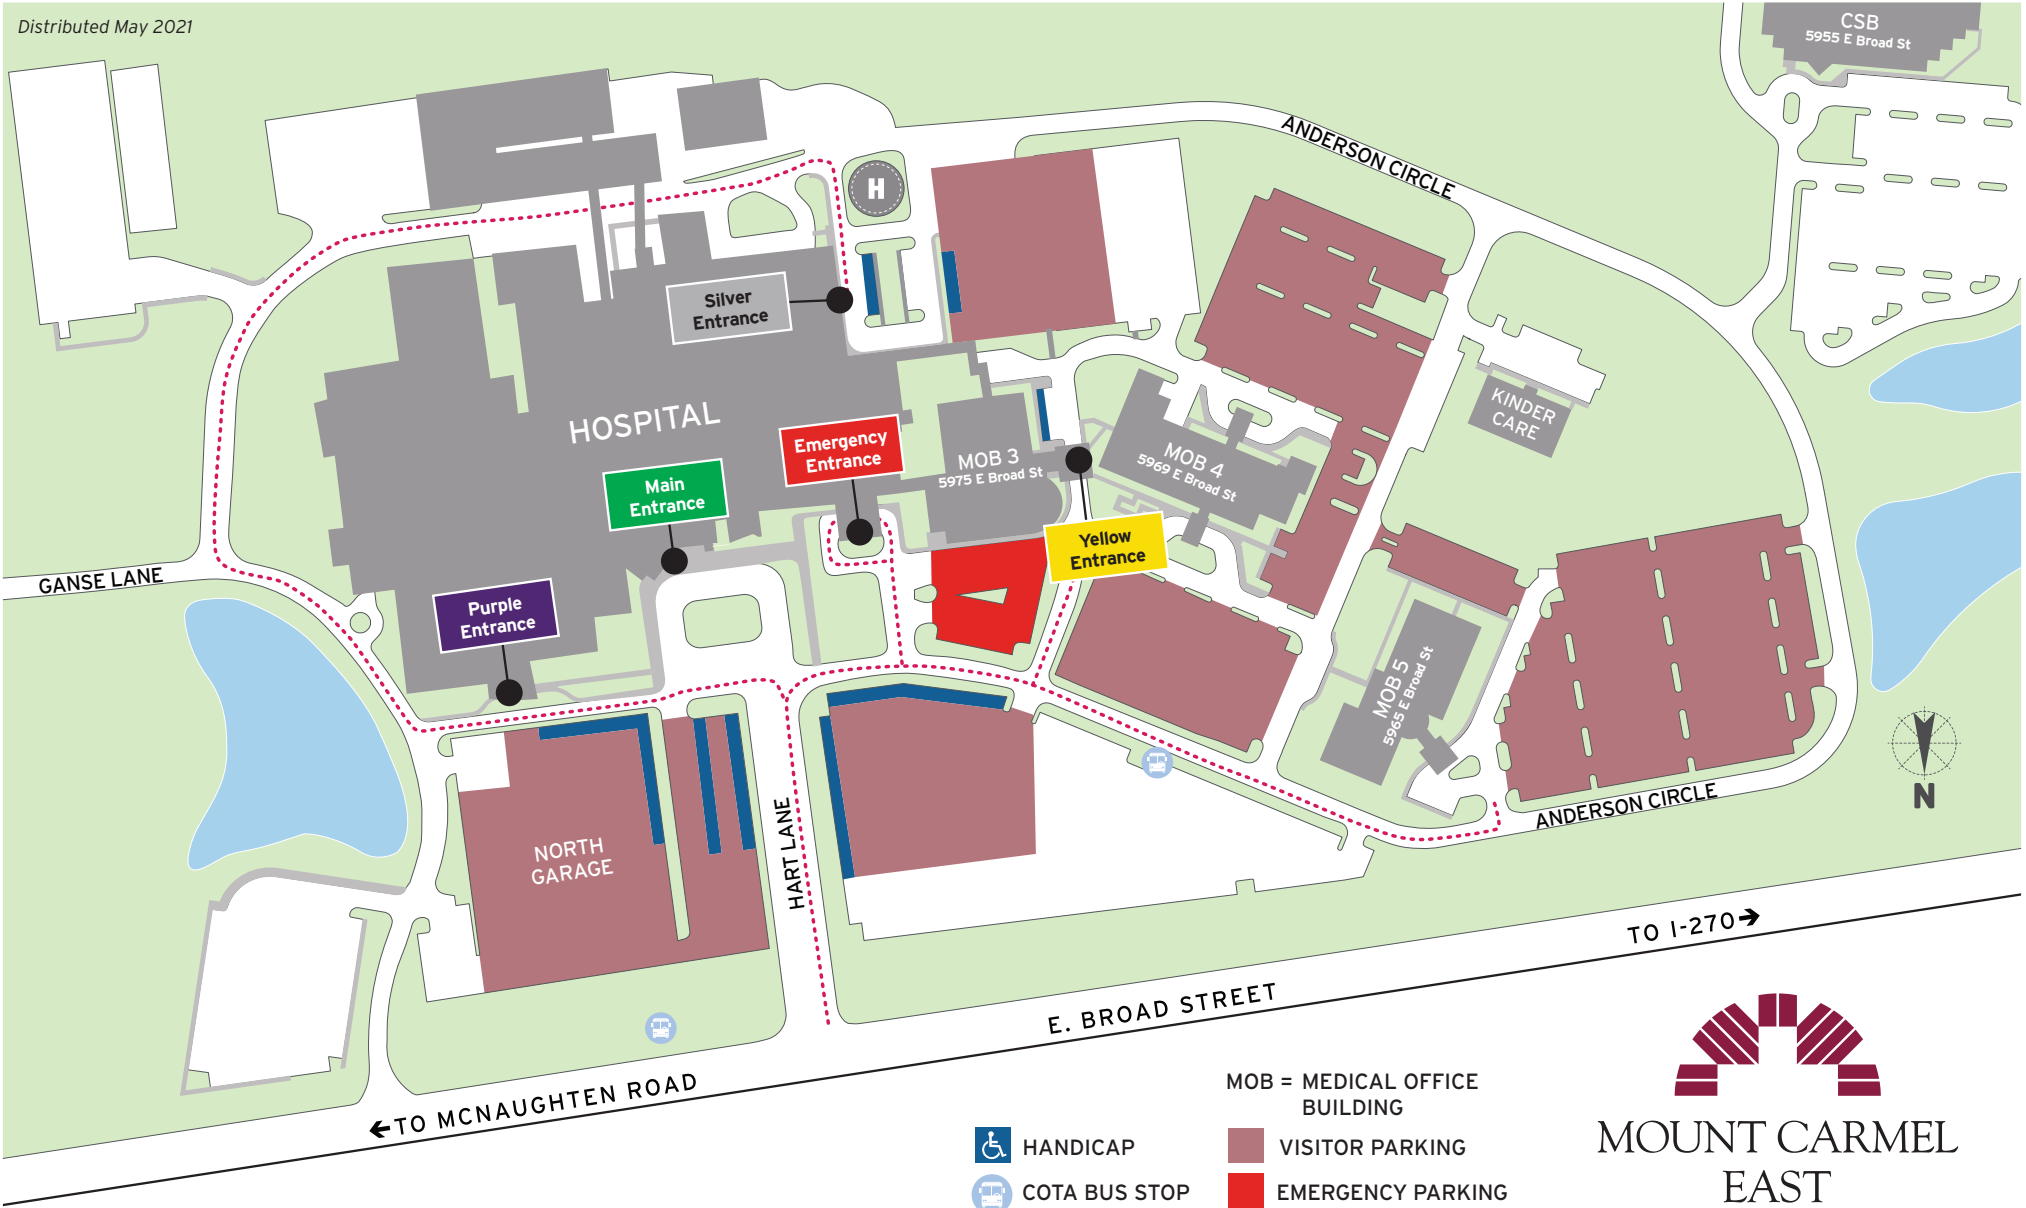 Distributed May 2021
CSB
5955 E Broad St
ANDERSON CIRCLE
H
Silver
Entrance
HOSPITAL
Emergency
Entrance
Main
Entrance
MOB 3
5975 E Broad St
MOB 4
5969 E Broad St
KINDER
CARE
Yellow
Entrance
GANSE LANE
Purple
Entrance
MOB 5
5965 E Broad St
N
ANDERSON CIRCLE
NORTH
GARAGE
HART LANE
TO I-270→
E. BROAD STREET
←TO MCNAUGHTEN ROAD
MOB = MEDICAL OFFICE
BUILDING
HANDICAP
VISITOR PARKING
COTA BUS STOP
EMERGENCY PARKING
MOUNT CARMEL
EAST